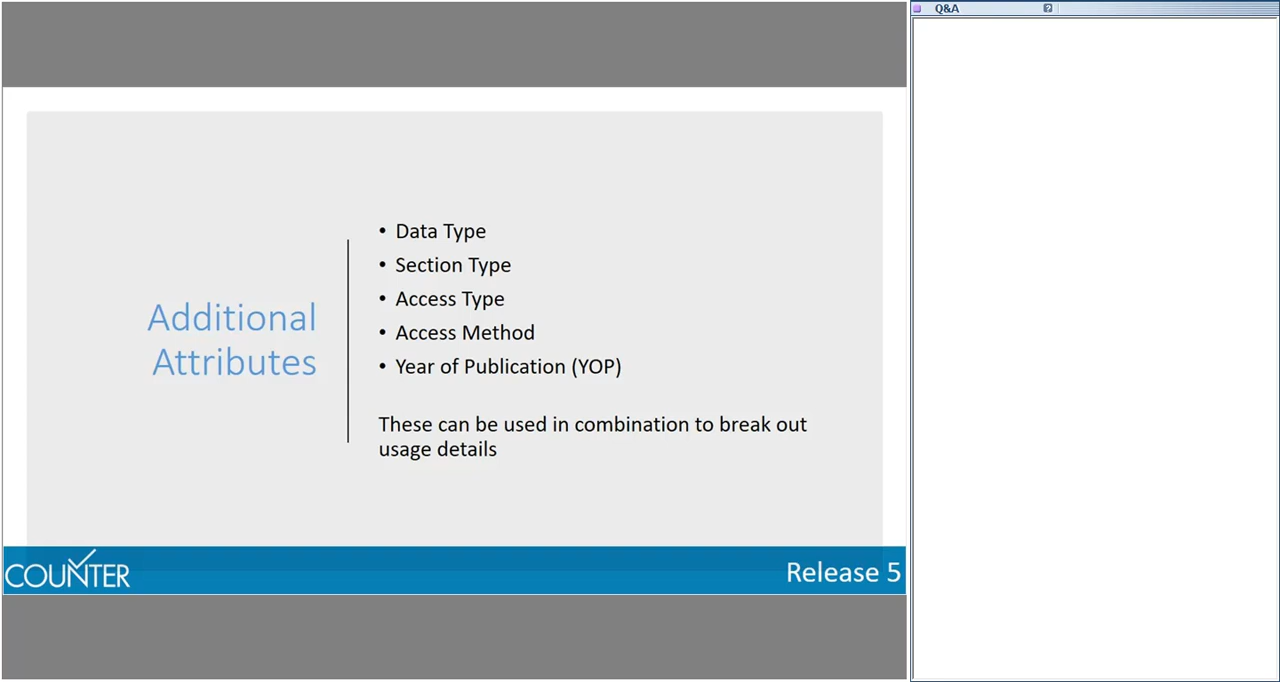 Q&A
Additional
Attributes
• Data Type
• Section Type
• Access Type
• Access Method
• Year of Publication (YOP)
These can be used in combination to break out
usage details
COUNTER
Release 5